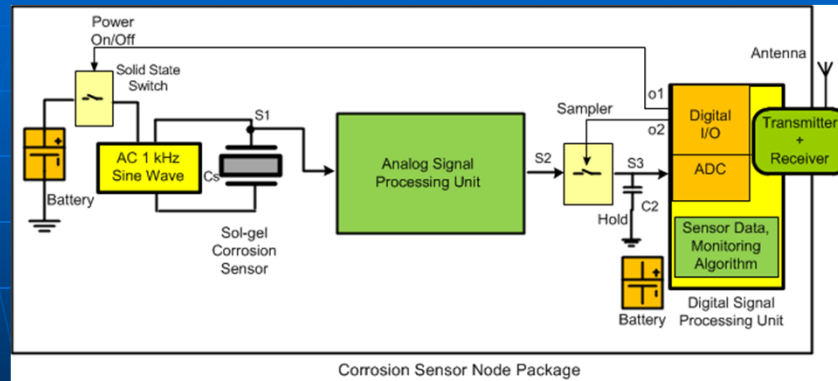 Power
On/Off
Solid State
Switch
Antenna
S1
Sampler
o1
o2
Digital
I/O
Transmitter
+
Receiver
AC 1 kHz
Sine Wave
Cs
Analog Signal
Processing Unit
S2
S3
ADC
+
Battery
C2
Hold
Sol-gel
Corrosion
Sensor
Sensor Data,
Monitoring
Algorithm
+
Battery
Digital Signal
Processing Unit
Corrosion Sensor Node Package